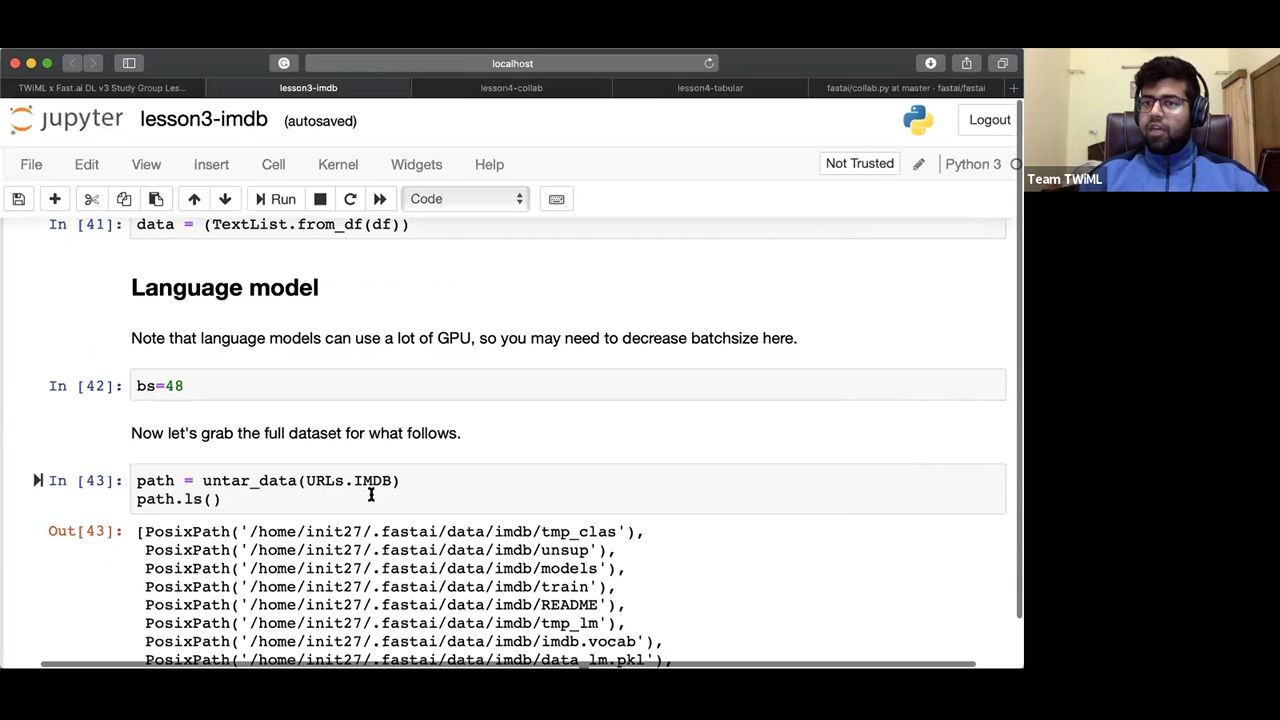 localhost
TWiML x Fast.ai DL v3 Study Group Les...
lesson3-imdb
lesson4-collab
lesson4-tabular
fastai/collab.py at master · fastai/fastai
jupyter lesson3-imdb (autosaved)
Logout
File Edit View Insert Cell Kernel Widgets Help
Not Trusted
Python 3
Run
Code
In [41]: data = (TextList.from_df(df))
Language model
Note that language models can use a lot of GPU, so you may need to decrease batchsize here.
In [42]: bs=48
Now let's grab the full dataset for what follows.
In [43]: path = untar_data(URLs.IMDB)
path.ls()
Out[43]: [PosixPath('/home/init27/.fastai/data/imdb/tmp_clas'),
PosixPath('/home/init27/.fastai/data/imdb/unsup'),
PosixPath('/home/init27/.fastai/data/imdb/models'),
PosixPath('/home/init27/.fastai/data/imdb/train'),
PosixPath('/home/init27/.fastai/data/imdb/README'),
PosixPath('/home/init27/.fastai/data/imdb/tmp_lm'),
PosixPath('/home/init27/.fastai/data/imdb/imdb.vocab'),
PosixPath('/home/init27/.fastai/data/imdb/data_lm.pkl'),
Team TWiML